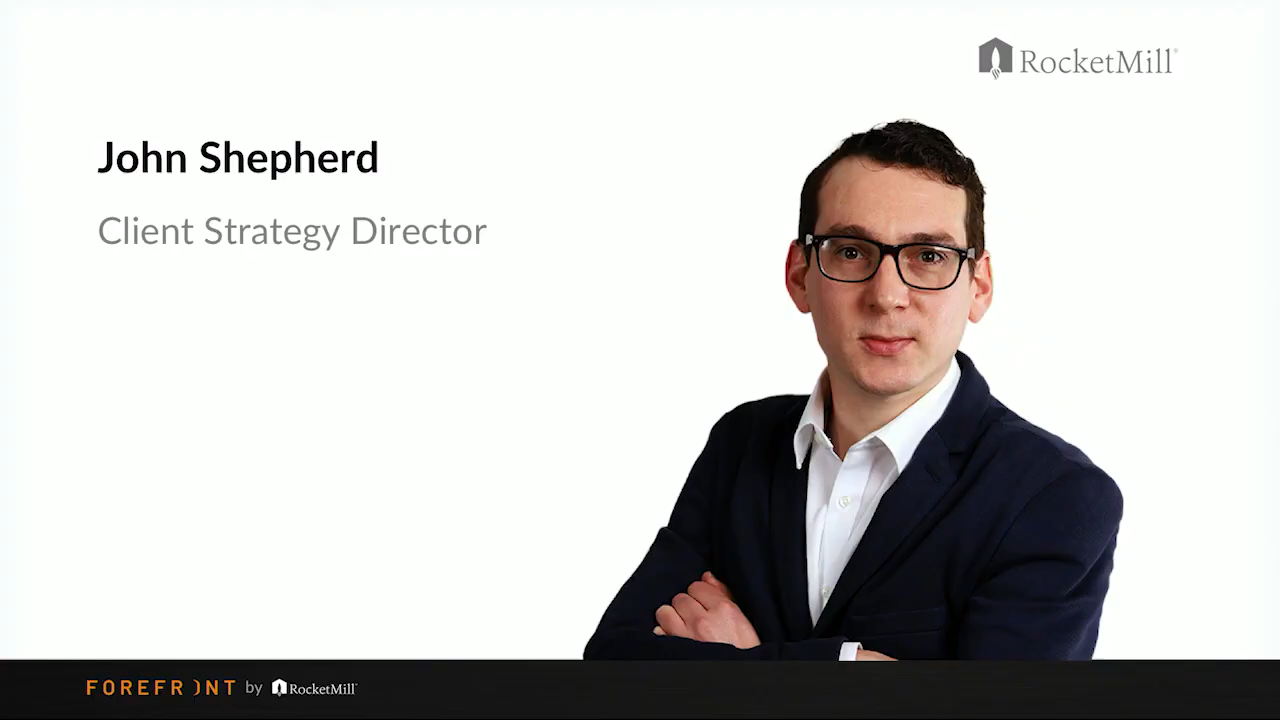 RocketMill
John Shepherd
Client Strategy Director
FOREFRONT by RocketMill